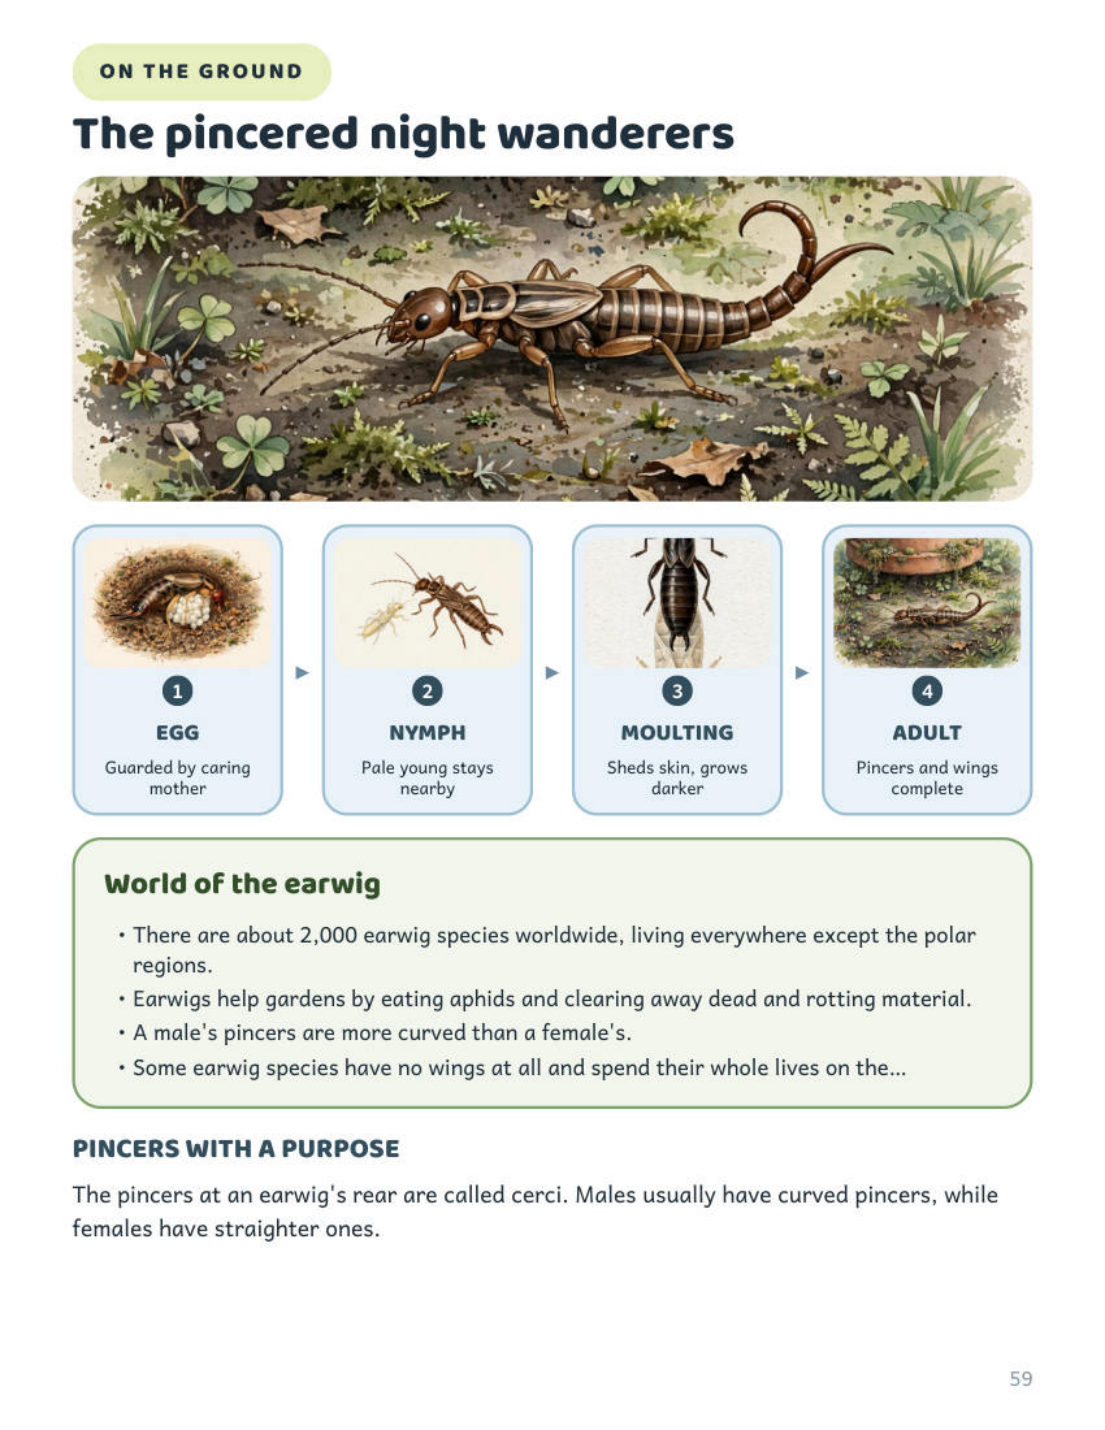 ON THE GROUND
The pincered night wanderers
1
EGG
Guarded by caring
mother
2
NYMPH
Pale young stays
nearby
3
MOULTING
Sheds skin, grows
darker
4
ADULT
Pincers and wings
complete
World of the earwig
• There are about 2,000 earwig species worldwide, living everywhere except the polar
regions.
• Earwigs help gardens by eating aphids and clearing away dead and rotting material.
• A male's pincers are more curved than a female's.
• Some earwig species have no wings at all and spend their whole lives on the...
PINCERS WITH A PURPOSE
The pincers at an earwig's rear are called cerci. Males usually have curved pincers, while
females have straighter ones.
59